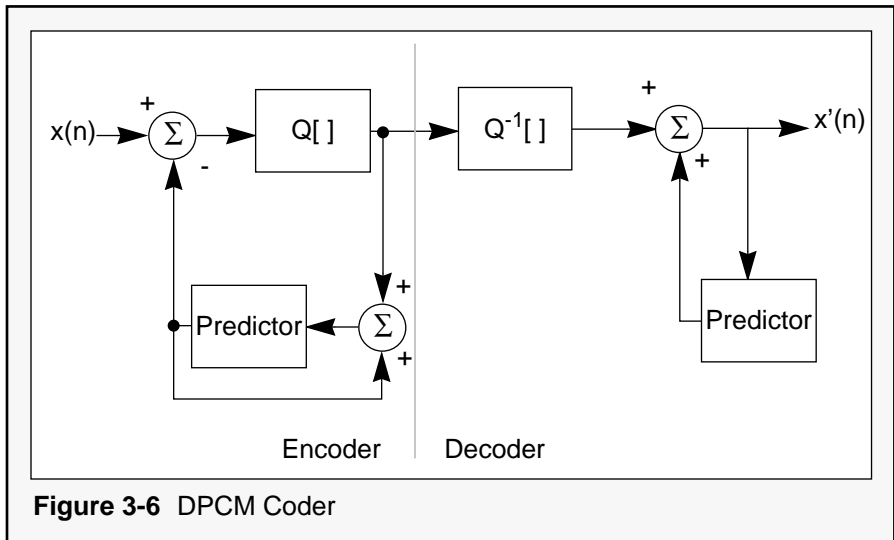 x(n) + Σ - Q[ ] Q⁻¹[ ] + Σ + x'(n)
Predictor + Σ + Predictor
Encoder Decoder
Figure 3-6 DPCM Coder